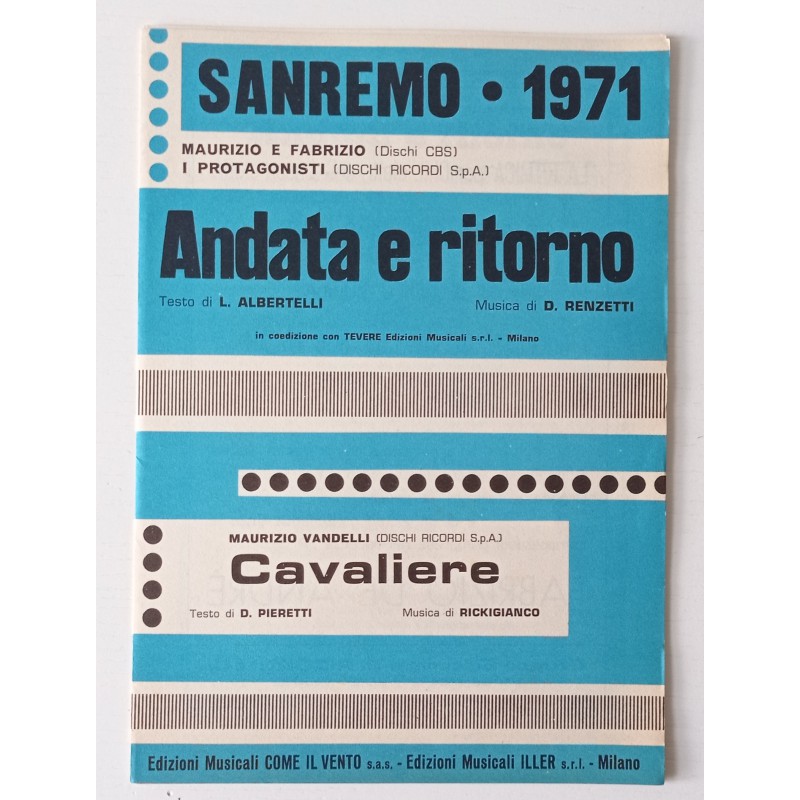 SANREMO • 1971
MAURIZIO E FABRIZIO (Dischi CBS)
I PROTAGONISTI (DISCHI RICORDI S.p.A.)
Andata e ritorno
Testo di L. ALBERTELLI Musica di D. RENZETTI
in coedizione con TEVERE Edizioni Musicali s.r.l. - Milano
MAURIZIO VANDELLI (DISCHI RICORDI S.p.A.)
Cavaliere
Testo di D. PIERETTI Musica di RICKIGIANCO
Edizioni Musicali COME IL VENTO s.a.s. - Edizioni Musicali ILLER s.r.l. - Milano